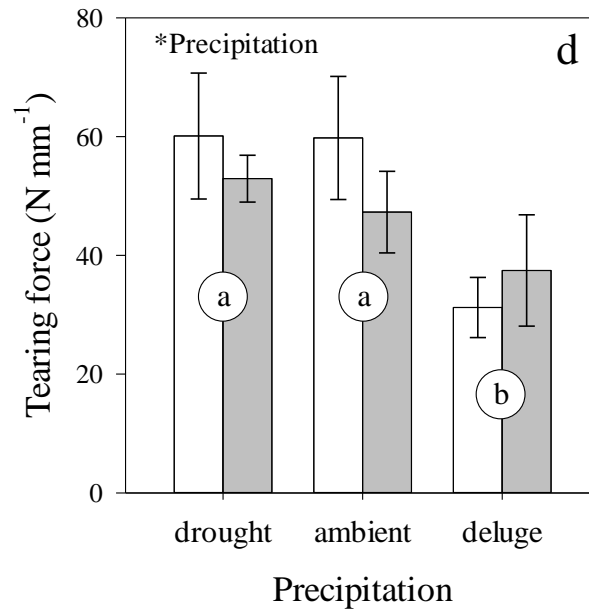 80
*Precipitation
d
60
40
20
0
Tearing force (N mm⁻¹)
a
a
b
drought ambient deluge
Precipitation